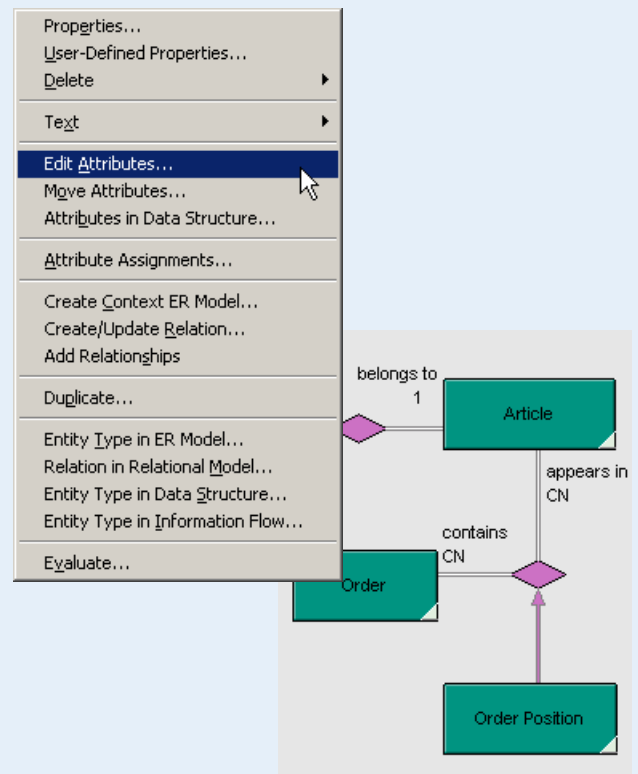 Properties...
User-Defined Properties...
Delete
Text
Edit Attributes...
Move Attributes...
Attributes in Data Structure...
Attribute Assignments...
Create Context ER Model...
Create/Update Relation...
Add Relationships
Duplicate...
Entity Type in ER Model...
Relation in Relational Model...
Entity Type in Data Structure...
Entity Type in Information Flow...
Evaluate...
belongs to
1
Article
appears in
CN
contains
CN
Order
Order Position